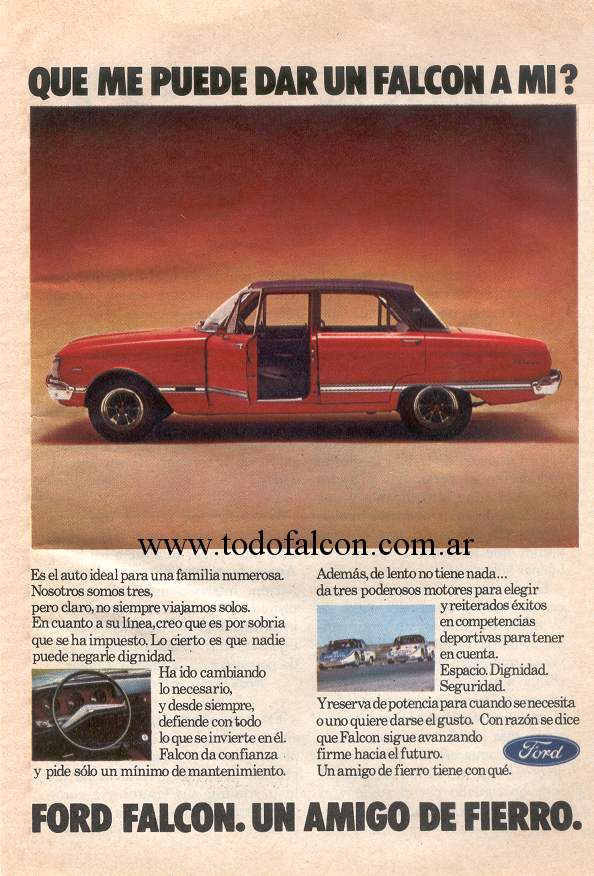 QUE ME PUEDE DAR UN FALCON A MI?
www.todofalcon.com.ar
Es el auto ideal para una familia numerosa.
Nosotros somos tres,
pero claro, no siempre viajamos solos.
En cuanto a su línea, creo que es por sobria
que se ha impuesto. Lo cierto es que nadie
puede negarle dignidad.
Ha ido cambiando
lo necesario,
y desde siempre,
defiende con todo
lo que se invierte en él.
Falcon da confianza
y pide sólo un mínimo de mantenimiento.
Además, de lento no tiene nada...
da tres poderosos motores para elegir
y reiterados éxitos
en competencias
deportivas para tener
en cuenta.
Espacio. Dignidad.
Seguridad.
Y reserva de potencia para cuando se necesita
o uno quiere darse el gusto. Con razón se dice
que Falcon sigue avanzando
firme hacia el futuro.
Un amigo de fierro tiene con qué.
Ford
FORD FALCON. UN AMIGO DE FIERRO.